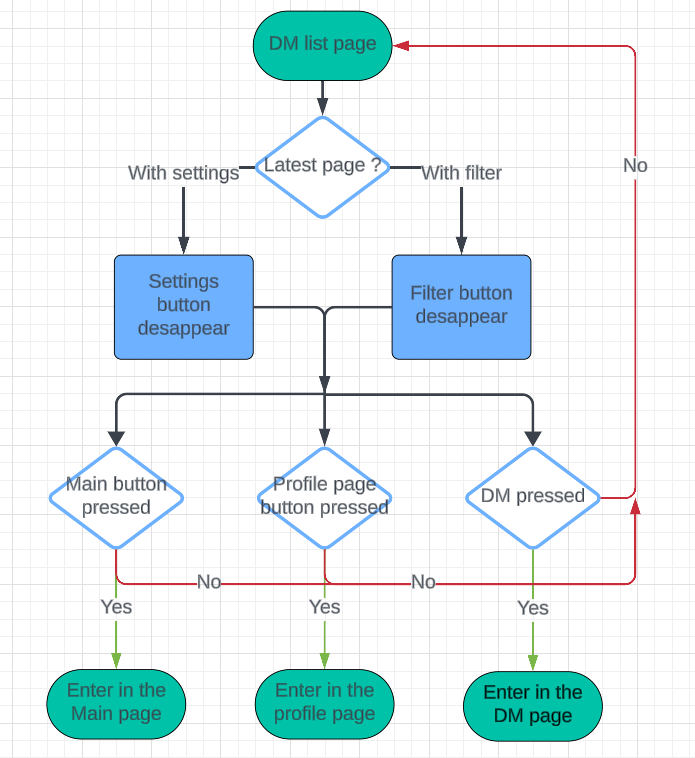 DM list page
Latest page ?
With settings
With filter
No
Settings
button
desappear
Filter button
desappear
Main button
pressed
Profile page
button pressed
DM pressed
No
No
Yes
Yes
Yes
Enter in the
Main page
Enter in the
profile page
Enter in the
DM page